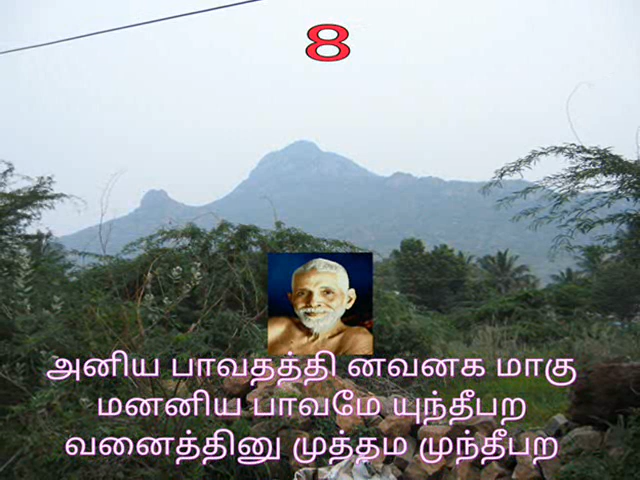 8
அனிய பாவதத்தி னவனக மாகு
மனனிய பாவமே யுந்தீபற
வனைத்தினு முத்தம முந்தீபற